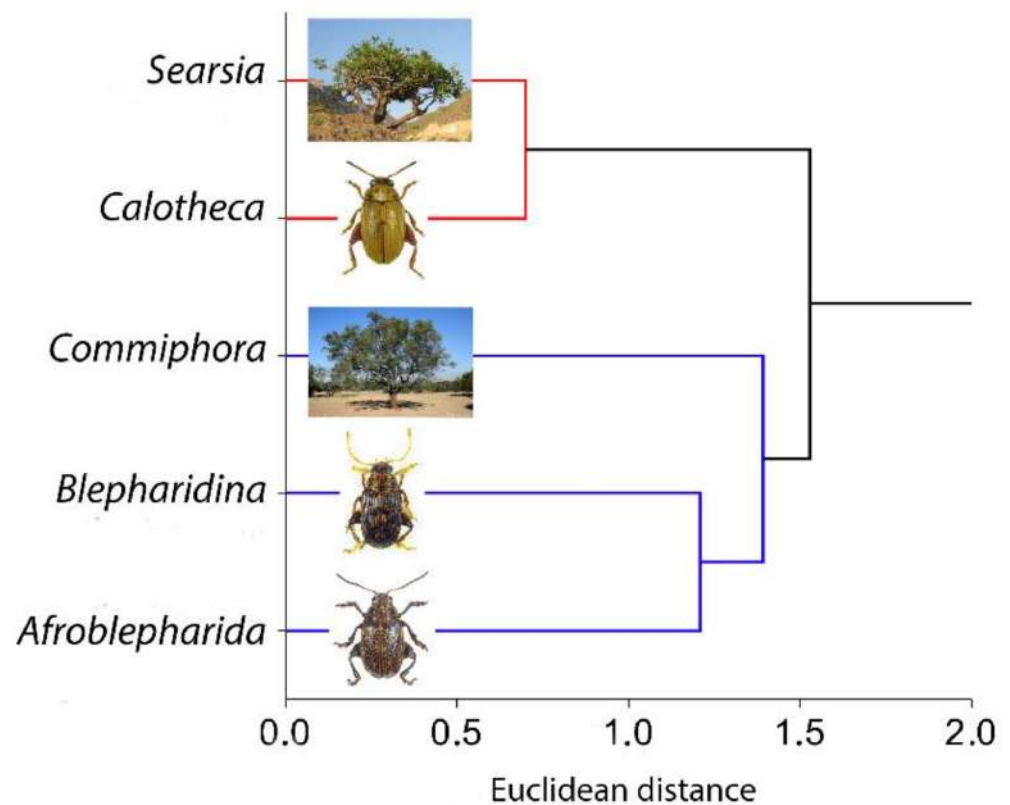 Searsia
Calotheca
Commiphora
Blepharidina
Afroblepharida
0.0 0.5 1.0 1.5 2.0
Euclidean distance